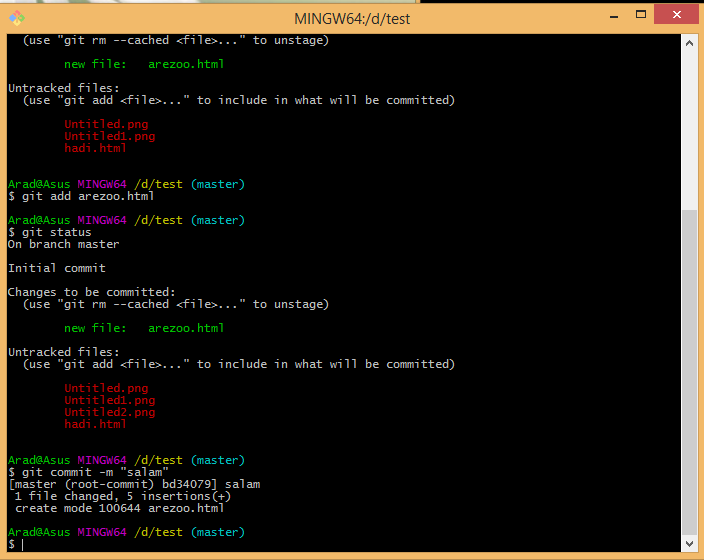 MINGW64:/d/test
(use "git rm --cached <file>..." to unstage)
new file:   arezoo.html
Untracked files:
(use "git add <file>..." to include in what will be committed)
Untitled.png
Untitled1.png
hadi.html
Arad@Asus MINGW64 /d/test (master)
$ git add arezoo.html
Arad@Asus MINGW64 /d/test (master)
$ git status
On branch master
Initial commit
Changes to be committed:
(use "git rm --cached <file>..." to unstage)
new file:   arezoo.html
Untracked files:
(use "git add <file>..." to include in what will be committed)
Untitled.png
Untitled1.png
Untitled2.png
hadi.html
Arad@Asus MINGW64 /d/test (master)
$ git commit -m "salam"
[master (root-commit) bd34079] salam
1 file changed, 5 insertions(+)
create mode 100644 arezoo.html
Arad@Asus MINGW64 /d/test (master)
$